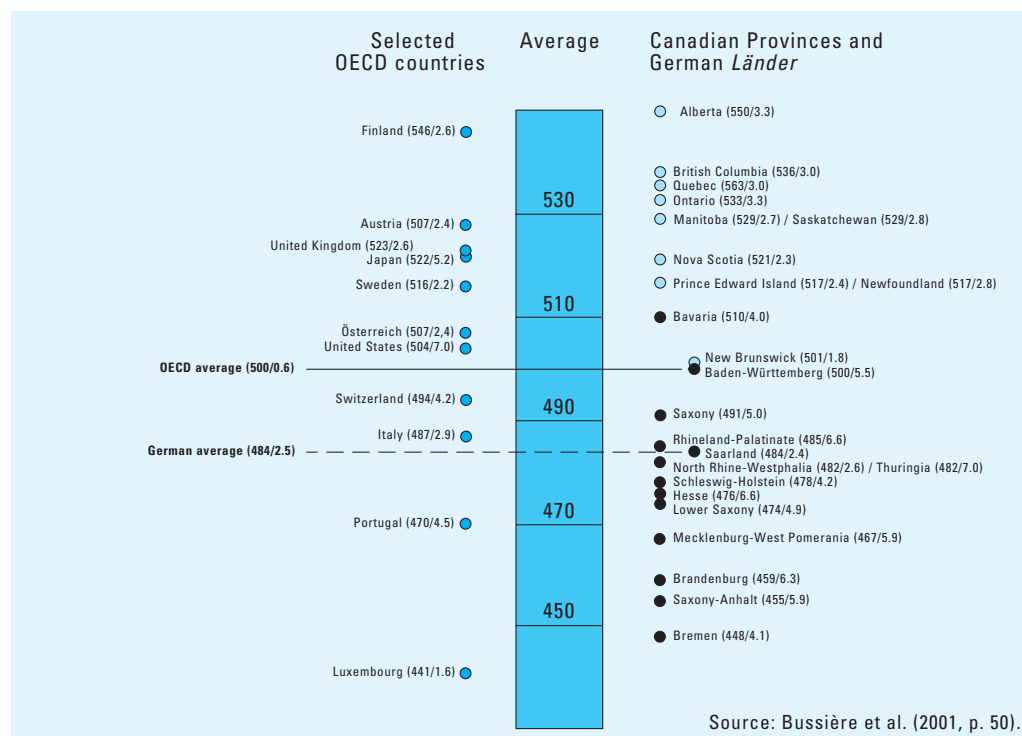 Selected
OECD countries
Average
Canadian Provinces and
German Länder
Alberta (550/3.3)
Finland (546/2.6)
British Columbia (536/3.0)
Quebec (563/3.0)
530
Ontario (533/3.3)
Manitoba (529/2.7) / Saskatchewan (529/2.8)
Austria (507/2.4)
United Kingdom (523/2.6)
Japan (522/5.2)
Nova Scotia (521/2.3)
Sweden (516/2.2)
Prince Edward Island (517/2.4) / Newfoundland (517/2.8)
510
Bavaria (510/4.0)
Österreich (507/2,4)
United States (504/7.0)
New Brunswick (501/1.8)
OECD average (500/0.6)
Baden-Württemberg (500/5.5)
Switzerland (494/4.2)
490
Saxony (491/5.0)
Italy (487/2.9)
Rhineland-Palatinate (485/6.6)
German average (484/2.5)
Saarland (484/2.4)
North Rhine-Westphalia (482/2.6) / Thuringia (482/7.0)
Schleswig-Holstein (478/4.2)
Hesse (476/6.6)
470
Lower Saxony (474/4.9)
Portugal (470/4.5)
Mecklenburg-West Pomerania (467/5.9)
Brandenburg (459/6.3)
Saxony-Anhalt (455/5.9)
450
Bremen (448/4.1)
Luxembourg (441/1.6)
Source: Bussière et al. (2001, p. 50).